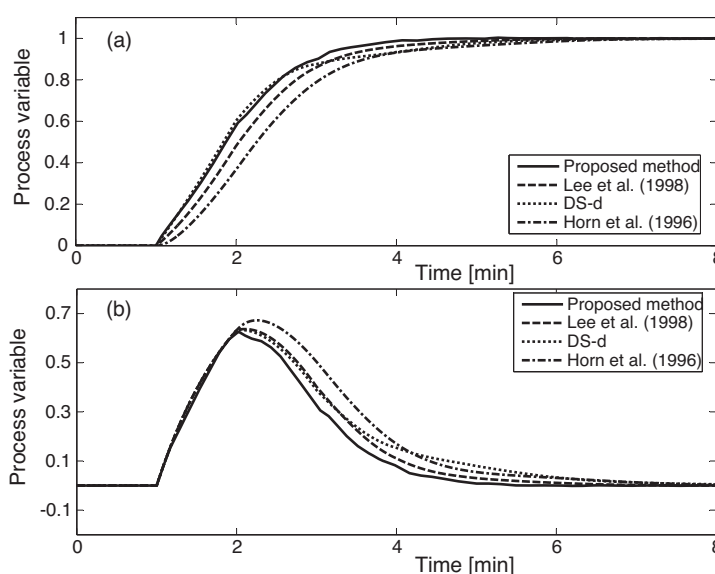 (a)
Process variable
1
0.8
0.6
0.4
0.2
0
Proposed method
Lee et al. (1998)
DS-d
Horn et al. (1996)
0 2 4 6 8
Time [min]
(b)
Process variable
0.7
0.5
0.3
0.1
-0.1
Proposed method
Lee et al. (1998)
DS-d
Horn et al. (1996)
0 2 4 6 8
Time [min]